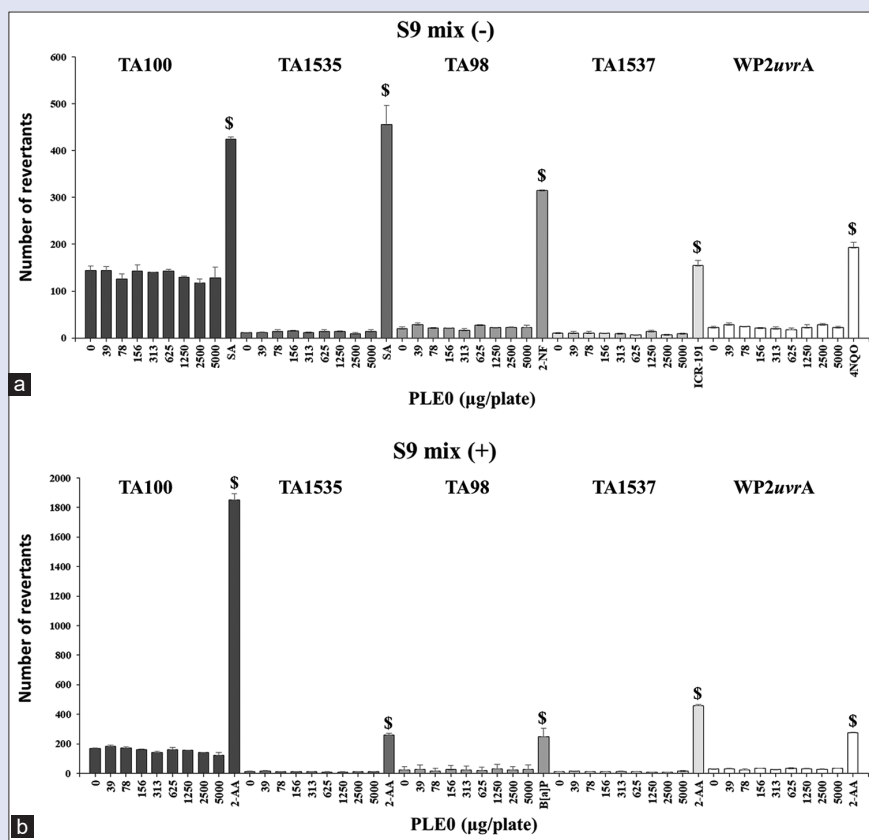 S9 mix (-)
TA100 TA1535 TA98 TA1537 WP2uvrA
Number of revertants
600
500
400
300
200
100
0
$ $ $ $ $
0 39 78 156 313 625 1250 2500 5000 SA 0 39 78 156 313 625 1250 2500 5000 SA 0 39 78 156 313 625 1250 2500 5000 2-NF 0 39 78 156 313 625 1250 2500 5000 ICR-191 0 39 78 156 313 625 1250 2500 5000 4NQO
PLE0 (µg/plate)
a
S9 mix (+)
TA100 TA1535 TA98 TA1537 WP2uvrA
Number of revertants
2000
1800
1600
1400
1200
1000
800
600
400
200
0
$ $ $ $ $
0 39 78 156 313 625 1250 2500 5000 2-AA 0 39 78 156 313 625 1250 2500 5000 2-AA 0 39 78 156 313 625 1250 2500 5000 B[a]P 0 39 78 156 313 625 1250 2500 5000 2-AA 0 39 78 156 313 625 1250 2500 5000 2-AA
PLE0 (µg/plate)
b